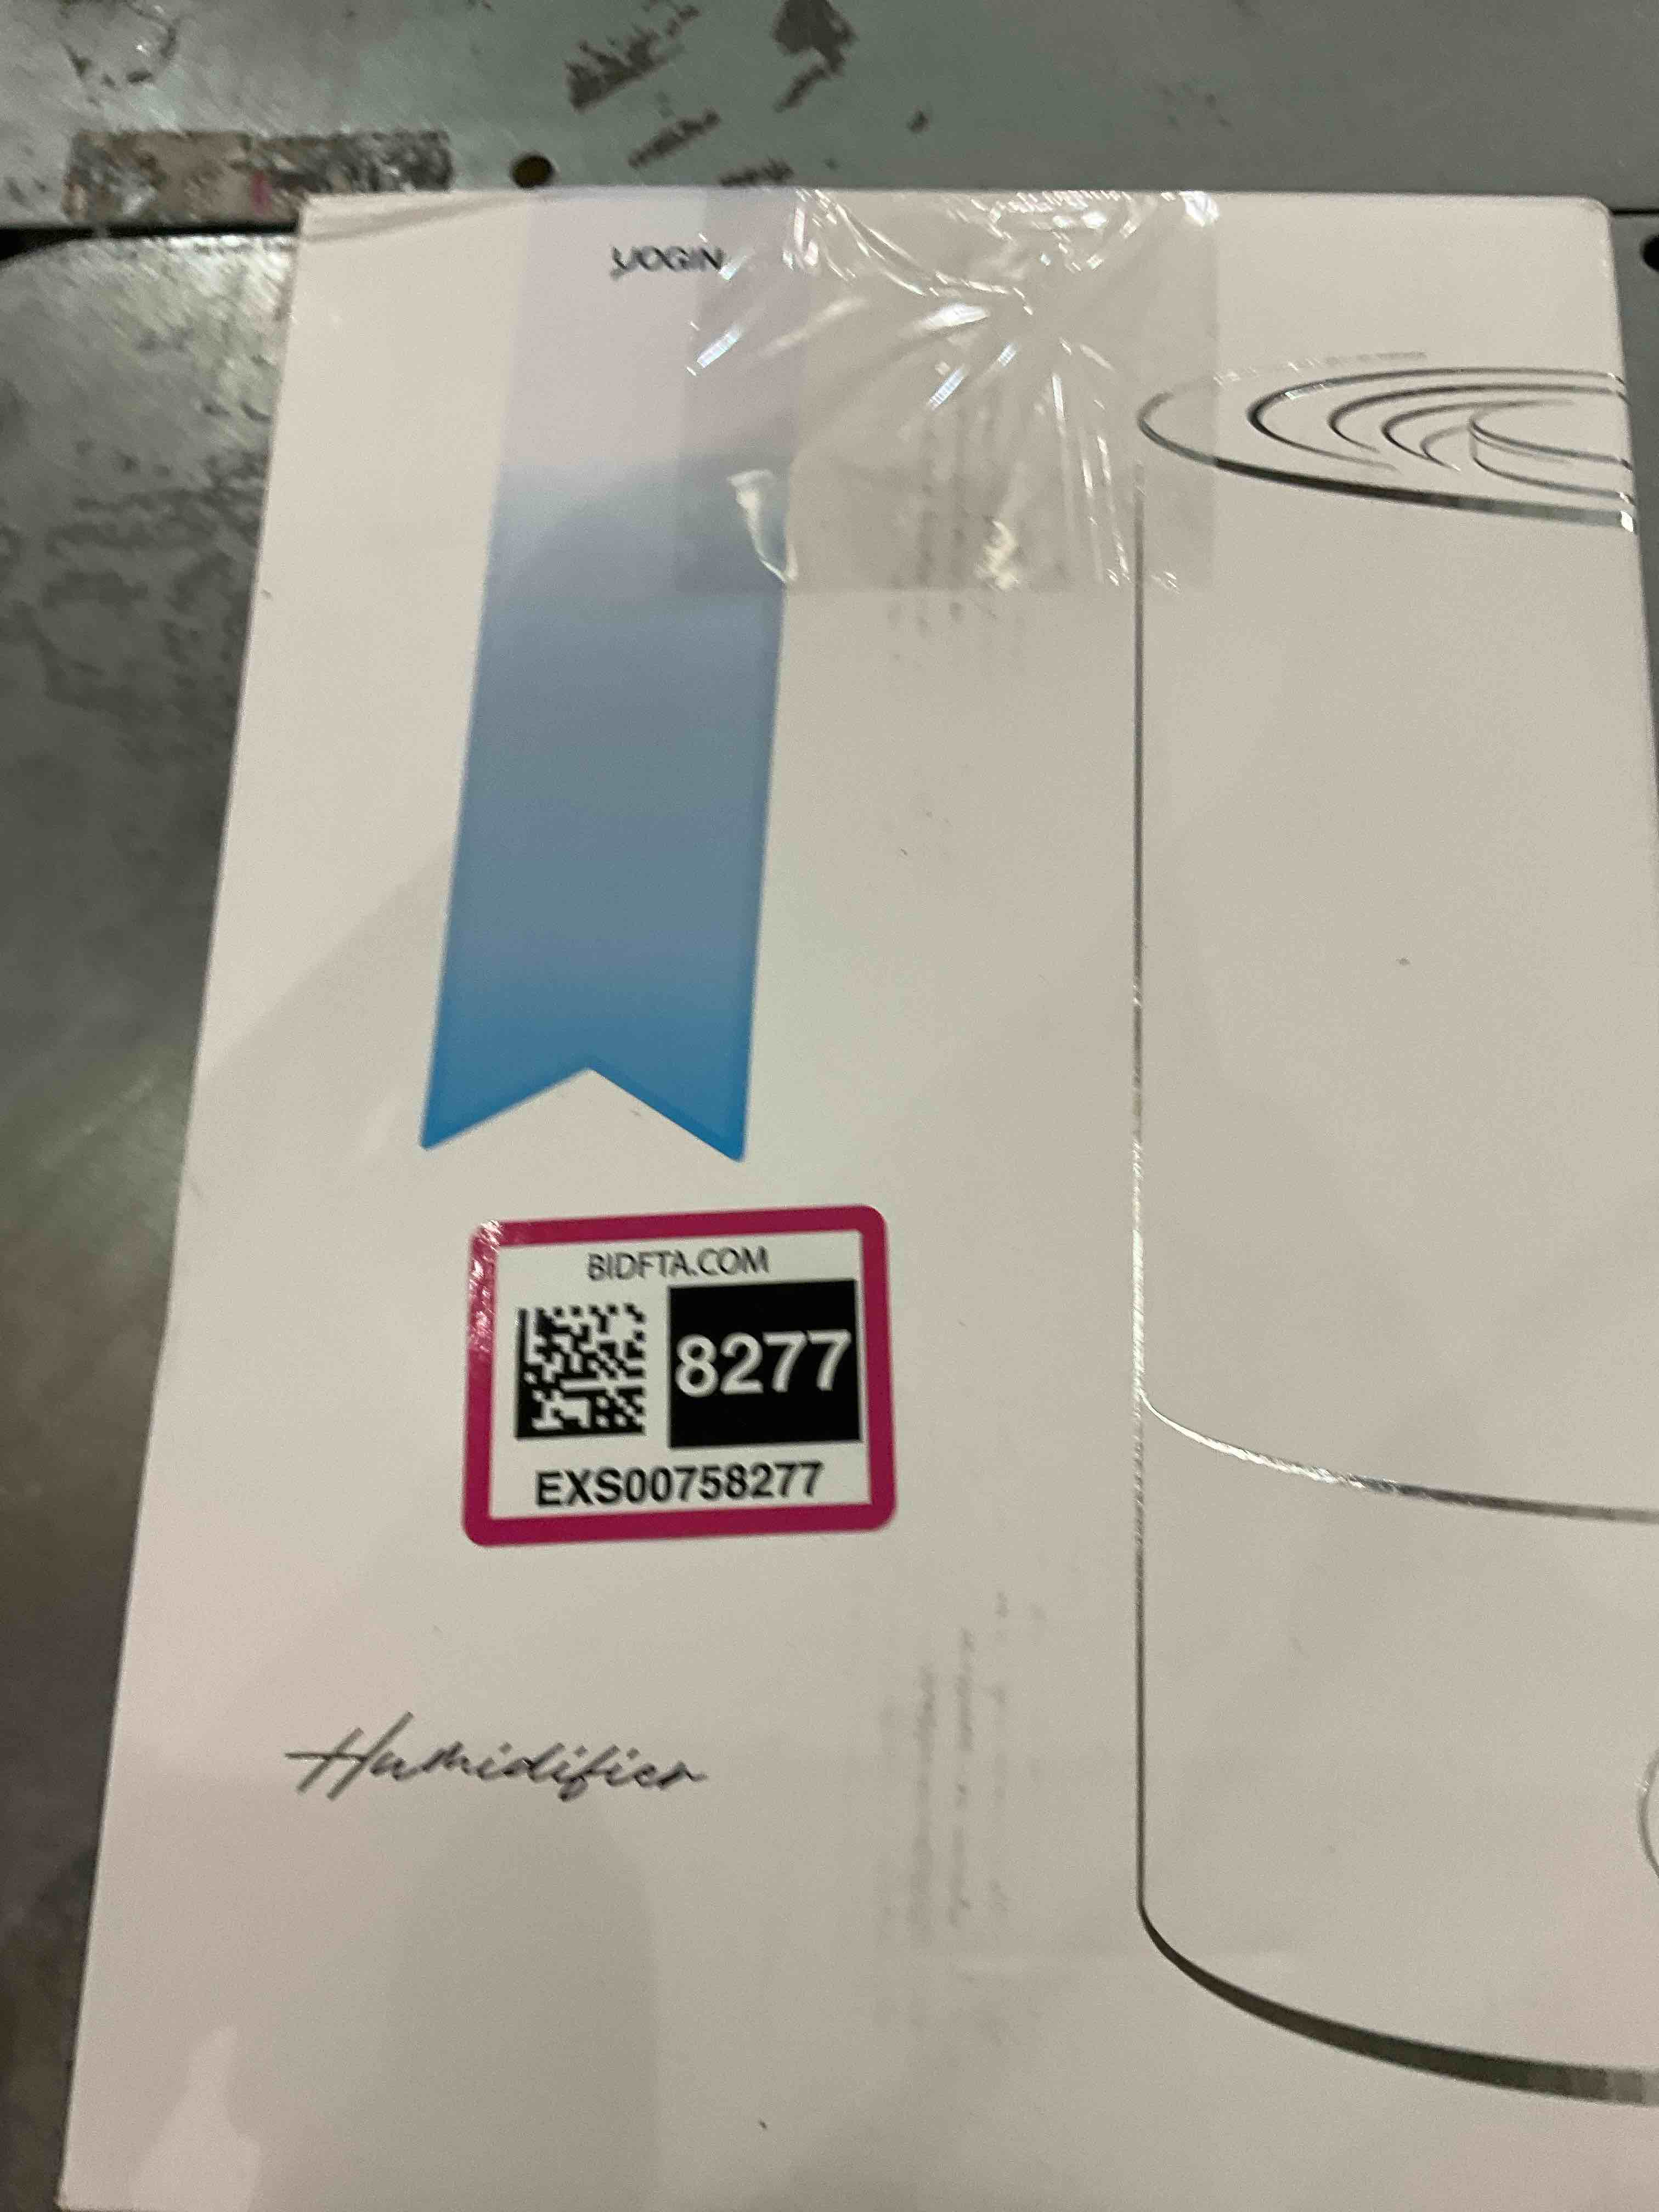 YOGIN
BIDFTA.COM
8277
EXS00758277
Humidifier